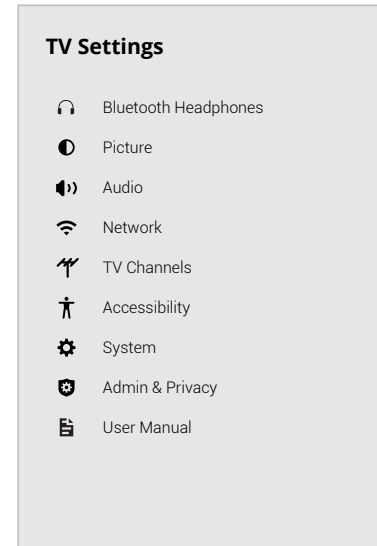 TV Settings
Bluetooth Headphones
Picture
Audio
Network
TV Channels
Accessibility
System
Admin & Privacy
User Manual